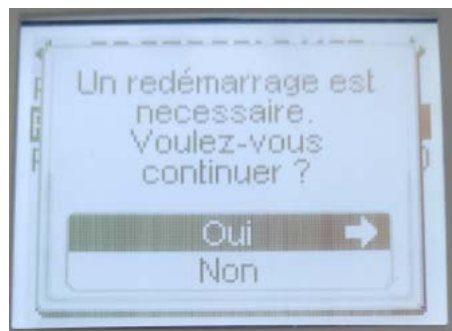 Un redémarrage est
necessaire.
Voulez-vous
continuer ?
Oui
Non